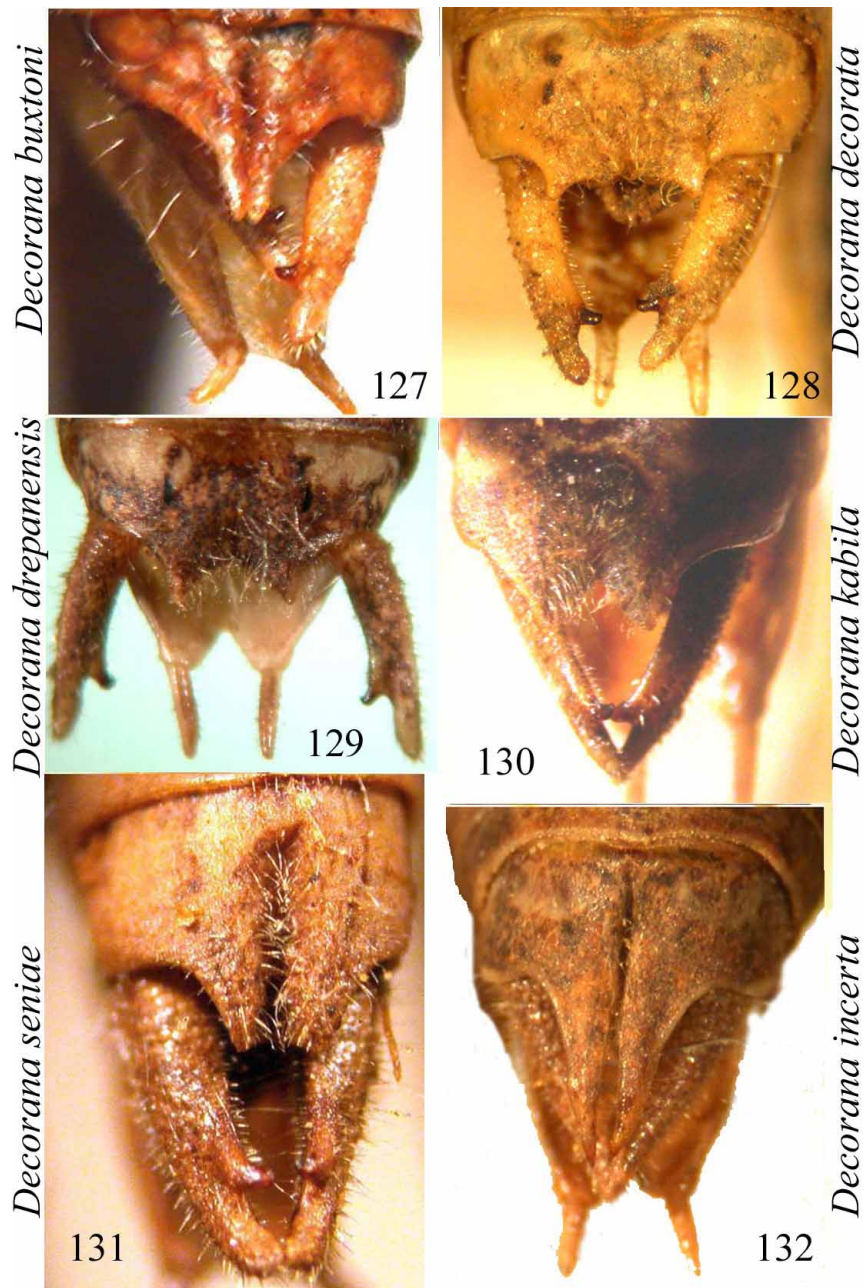 Decorana buxtoni
127
128
Decorana decorata
Decorana drepanensis
129
130
Decorana kabila
Decorana seniae
131
132
Decorana incerta